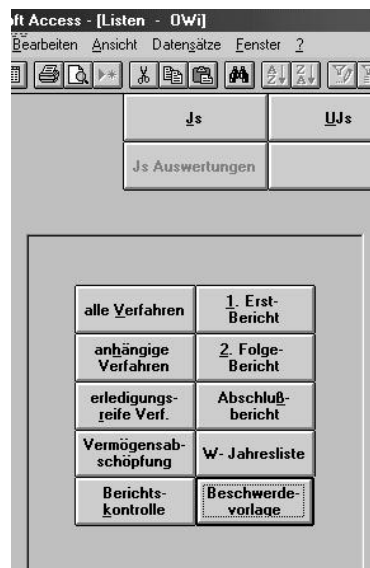 ft Access - [Listen - OWi]
Bearbeiten Ansicht Datensätze Fenster ?
Js UJs
Js Auswertungen
alle Verfahren 1. Erst-
Bericht
anhängige 2. Folge-
Verfahren Bericht
erledigungs- Abschluß-
reife Verf. bericht
Vermögensab- W- Jahresliste
schöpfung
Berichts- Beschwerde-
kontrolle vorlage